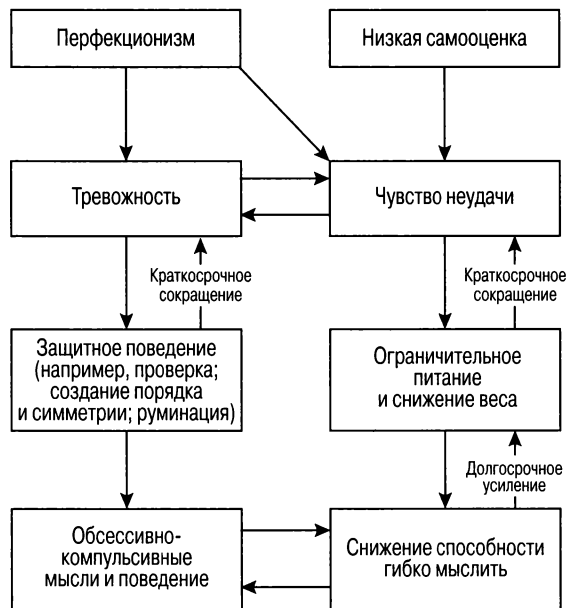 Перфекционизм
Низкая самооценка
Тревожность
Чувство неудачи
Краткосрочное
сокращение
Краткосрочное
сокращение
Защитное поведение
(например, проверка;
создание порядка
и симметрии; руминация)
Ограничительное
питание
и снижение веса
Долгосрочное
усиление
Обсессивно-
компульсивные
мысли и поведение
Снижение способности
гибко мыслить